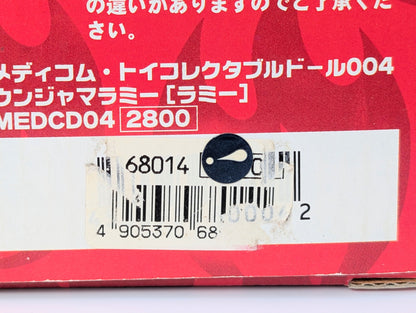 の違いがありますのでご了承くだ
さい。
メディコム・トイコレクタブルドール004
ウンジャマラミー［ラミー］
MEDCD04 2800
68014
4 905370 68